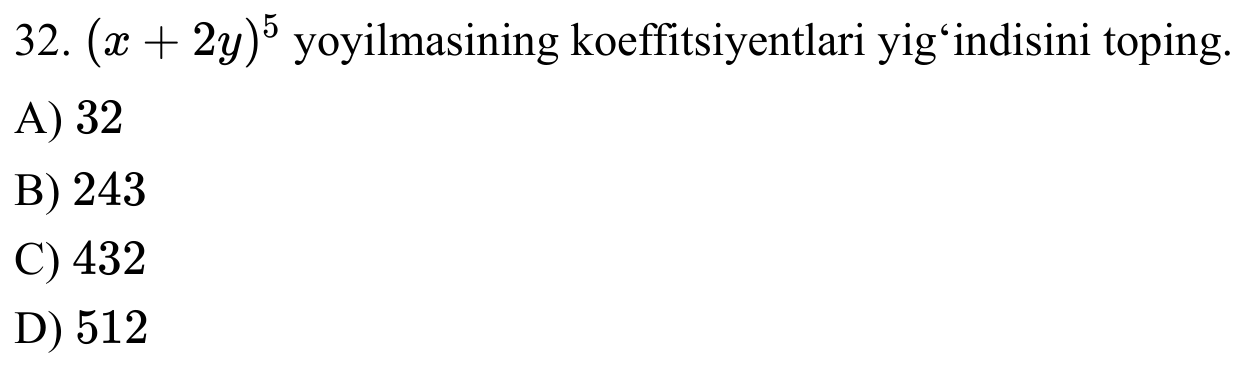 32. (x + 2y)⁵ yoyilmasining koeffitsiyentlari yig‘indisini toping.
A) 32
B) 243
C) 432
D) 512